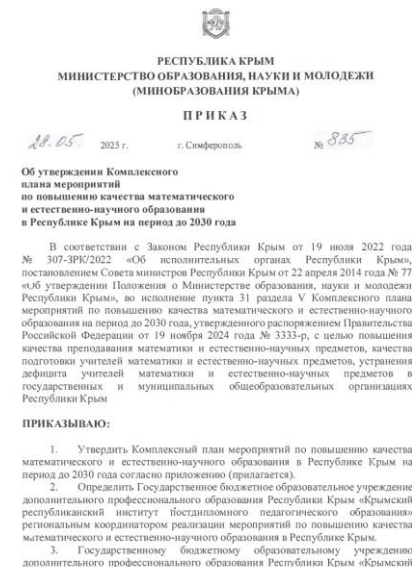 РЕСПУБЛИКА КРЫМ
МИНИСТЕРСТВО ОБРАЗОВАНИЯ, НАУКИ И МОЛОДЕЖИ
(МИНОБРАЗОВАНИЯ КРЫМА)
ПРИКАЗ
28.05. 2025 г. г. Симферополь № 835
Об утверждении Комплексного
плана мероприятий
по повышению качества математического
и естественно-научного образования
в Республике Крым на период до 2030 года
В соответствии с Законом Республики Крым от 19 июля 2022 года
№ 307-ЗРК/2022 «Об исполнительных органах Республики Крым»,
постановлением Совета министров Республики Крым от 22 апреля 2014 года № 77
«Об утверждении Положения о Министерстве образования, науки и молодежи
Республики Крым», во исполнение пункта 31 раздела V Комплексного плана
мероприятий по повышению качества математического и естественно-научного
образования на период до 2030 года, утвержденного распоряжением Правительства
Российской Федерации от 19 ноября 2024 года № 3333-р, с целью повышения
качества преподавания математики и естественно-научных предметов, качества
подготовки учителей математики и естественно-научных предметов, устранения
дефицита учителей математики и естественно-научных предметов в
государственных и муниципальных общеобразовательных организациях
Республики Крым
ПРИКАЗЫВАЮ:
1. Утвердить Комплексный план мероприятий по повышению качества
математического и естественно-научного образования в Республике Крым на
период до 2030 года согласно приложению (прилагается).
2. Определить Государственное бюджетное образовательное учреждение
дополнительного профессионального образования Республики Крым «Крымский
республиканский институт постдипломного педагогического образования»
региональным координатором реализации мероприятий по повышению качества
математического и естественно-научного образования в Республике Крым.
3. Государственному бюджетному образовательному учреждению
дополнительного профессионального образования Республики Крым «Крымский